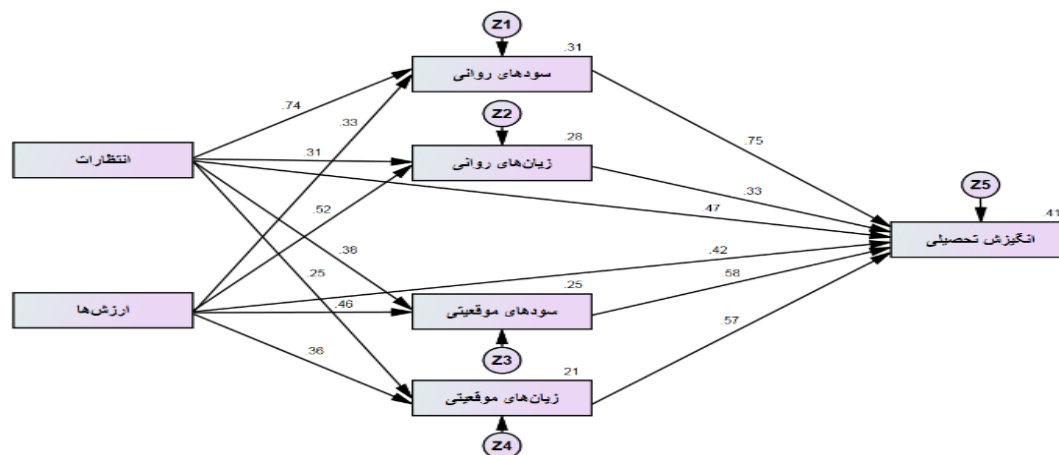 Z1
.31
سودهای روانی
.74
.33
Z2
.28
زیان‌های روانی
.75
انتظارات
.31
.33
Z5
.52
.47
.41
انگیزش تحصیلی
.38
.42
.25
.25
.58
ارزش‌ها
.46
سودهای موقعیتی
.57
.36
Z3
.21
زیان‌های موقعیتی
Z4